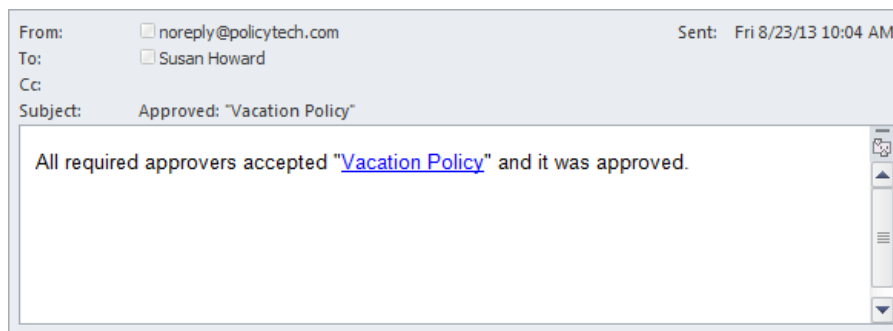 From: noreply@policytech.com Sent: Fri 8/23/13 10:04 AM
To: Susan Howard
Cc:
Subject: Approved: "Vacation Policy"
All required approvers accepted "Vacation Policy" and it was approved.